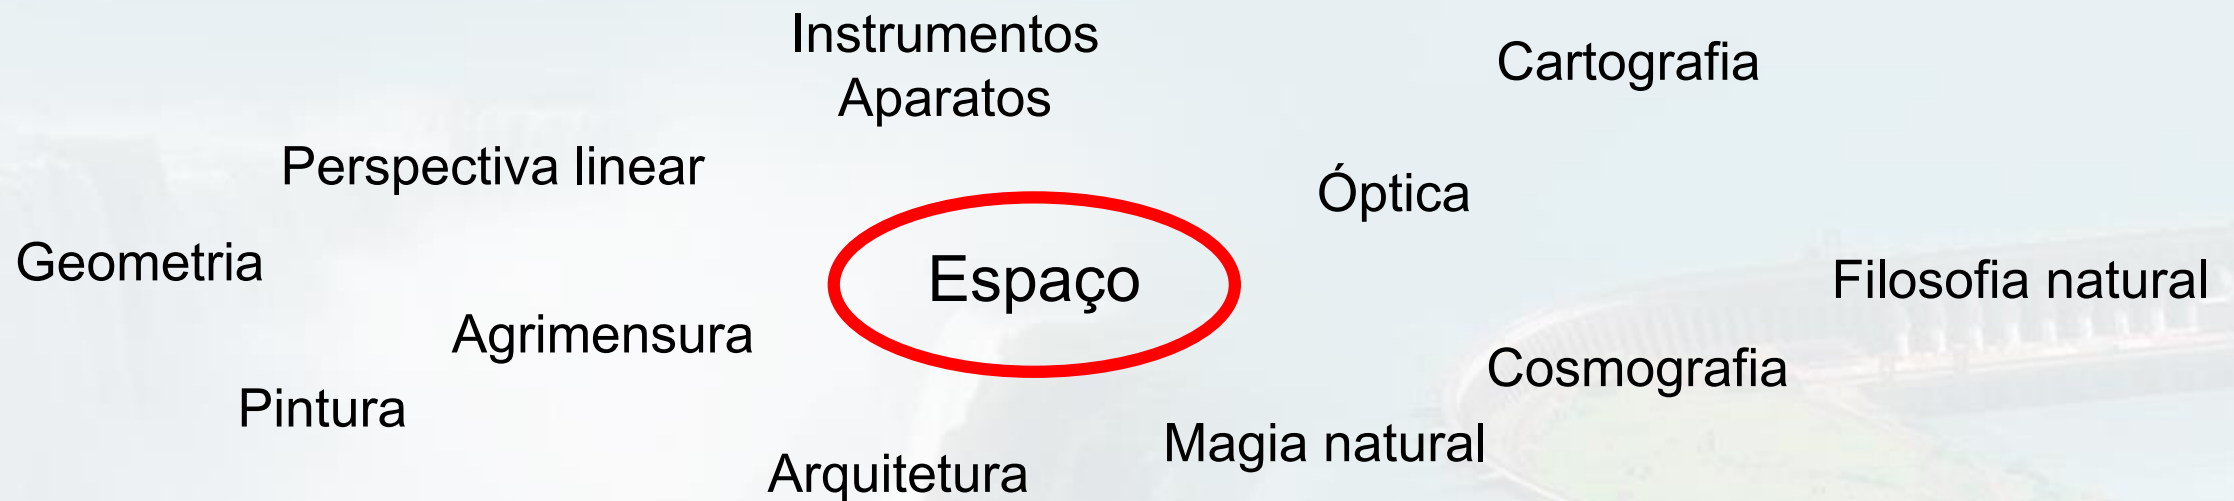 Instrumentos
Aparatos
Cartografia
Perspectiva linear
Óptica
Geometria
Espaço
Filosofia natural
Agrimensura
Cosmografia
Pintura
Magia natural
Arquitetura